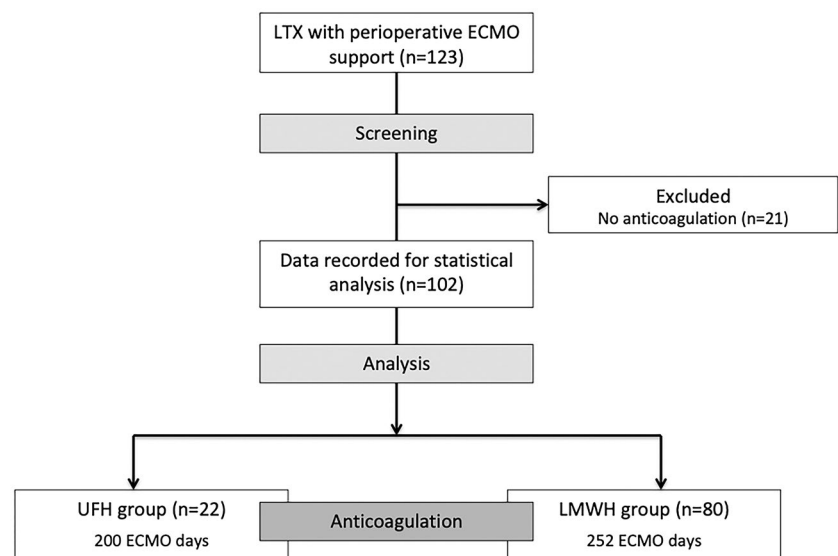 LTX with perioperative ECMO
support (n=123)
Screening
Excluded
No anticoagulation (n=21)
Data recorded for statistical
analysis (n=102)
Analysis
UFH group (n=22)
200 ECMO days
Anticoagulation
LMWH group (n=80)
252 ECMO days